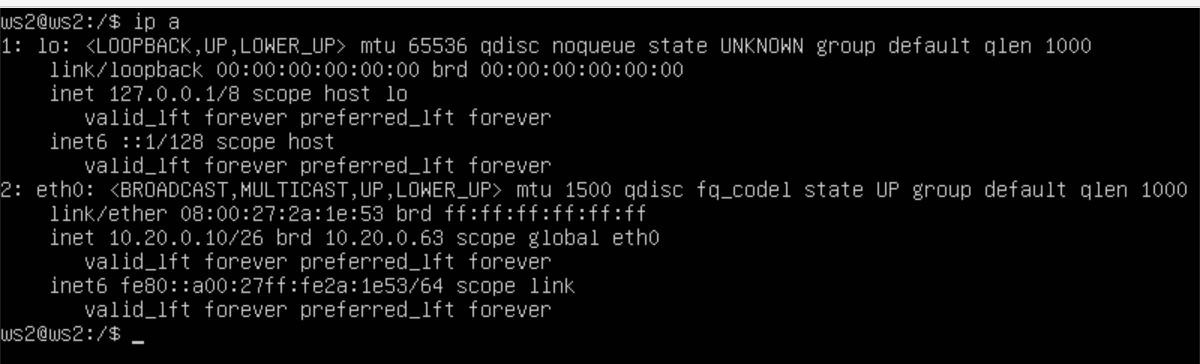 ws2@ws2:/$ ip a
1: lo: <LOOPBACK,UP,LOWER_UP> mtu 65536 qdisc noqueue state UNKNOWN group default qlen 1000
    link/loopback 00:00:00:00:00:00 brd 00:00:00:00:00:00
    inet 127.0.0.1/8 scope host lo
       valid_lft forever preferred_lft forever
    inet6 ::1/128 scope host
       valid_lft forever preferred_lft forever
2: eth0: <BROADCAST,MULTICAST,UP,LOWER_UP> mtu 1500 qdisc fq_codel state UP group default qlen 1000
    link/ether 08:00:27:2a:1e:53 brd ff:ff:ff:ff:ff:ff
    inet 10.20.0.10/26 brd 10.20.0.63 scope global eth0
       valid_lft forever preferred_lft forever
    inet6 fe80::a00:27ff:fe2a:1e53/64 scope link
       valid_lft forever preferred_lft forever
ws2@ws2:/$ _